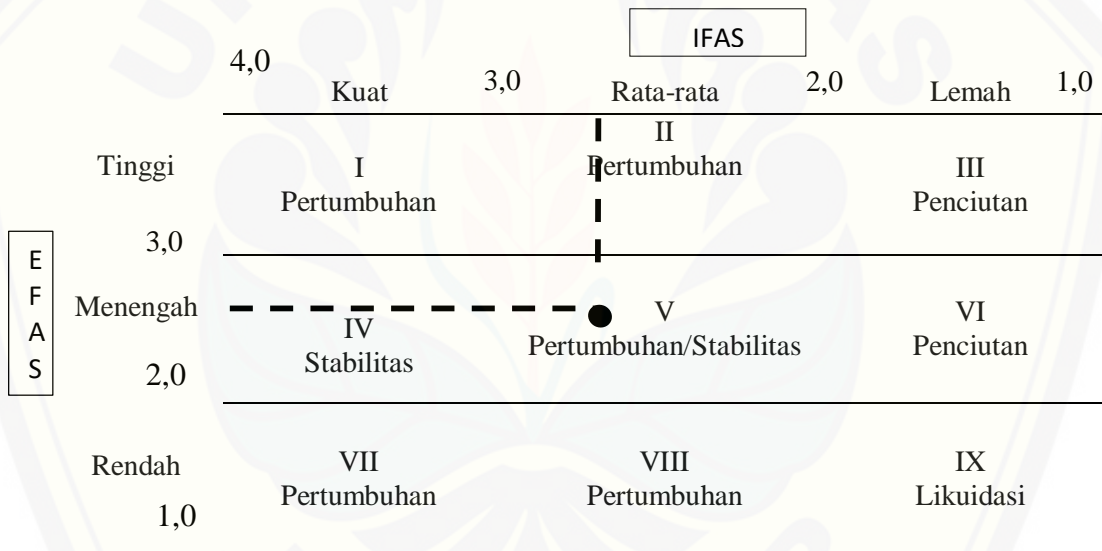 IFAS
4,0
Kuat 3,0 Rata-rata 2,0 Lemah 1,0
II
Tinggi I Pertumbuhan III
Pertumbuhan Penciutan
3,0
E
F
A
S
Menengah IV V VI
Stabilitas Pertumbuhan/Stabilitas Penciutan
2,0
Rendah VII VIII IX
Pertumbuhan Pertumbuhan Likuidasi
1,0